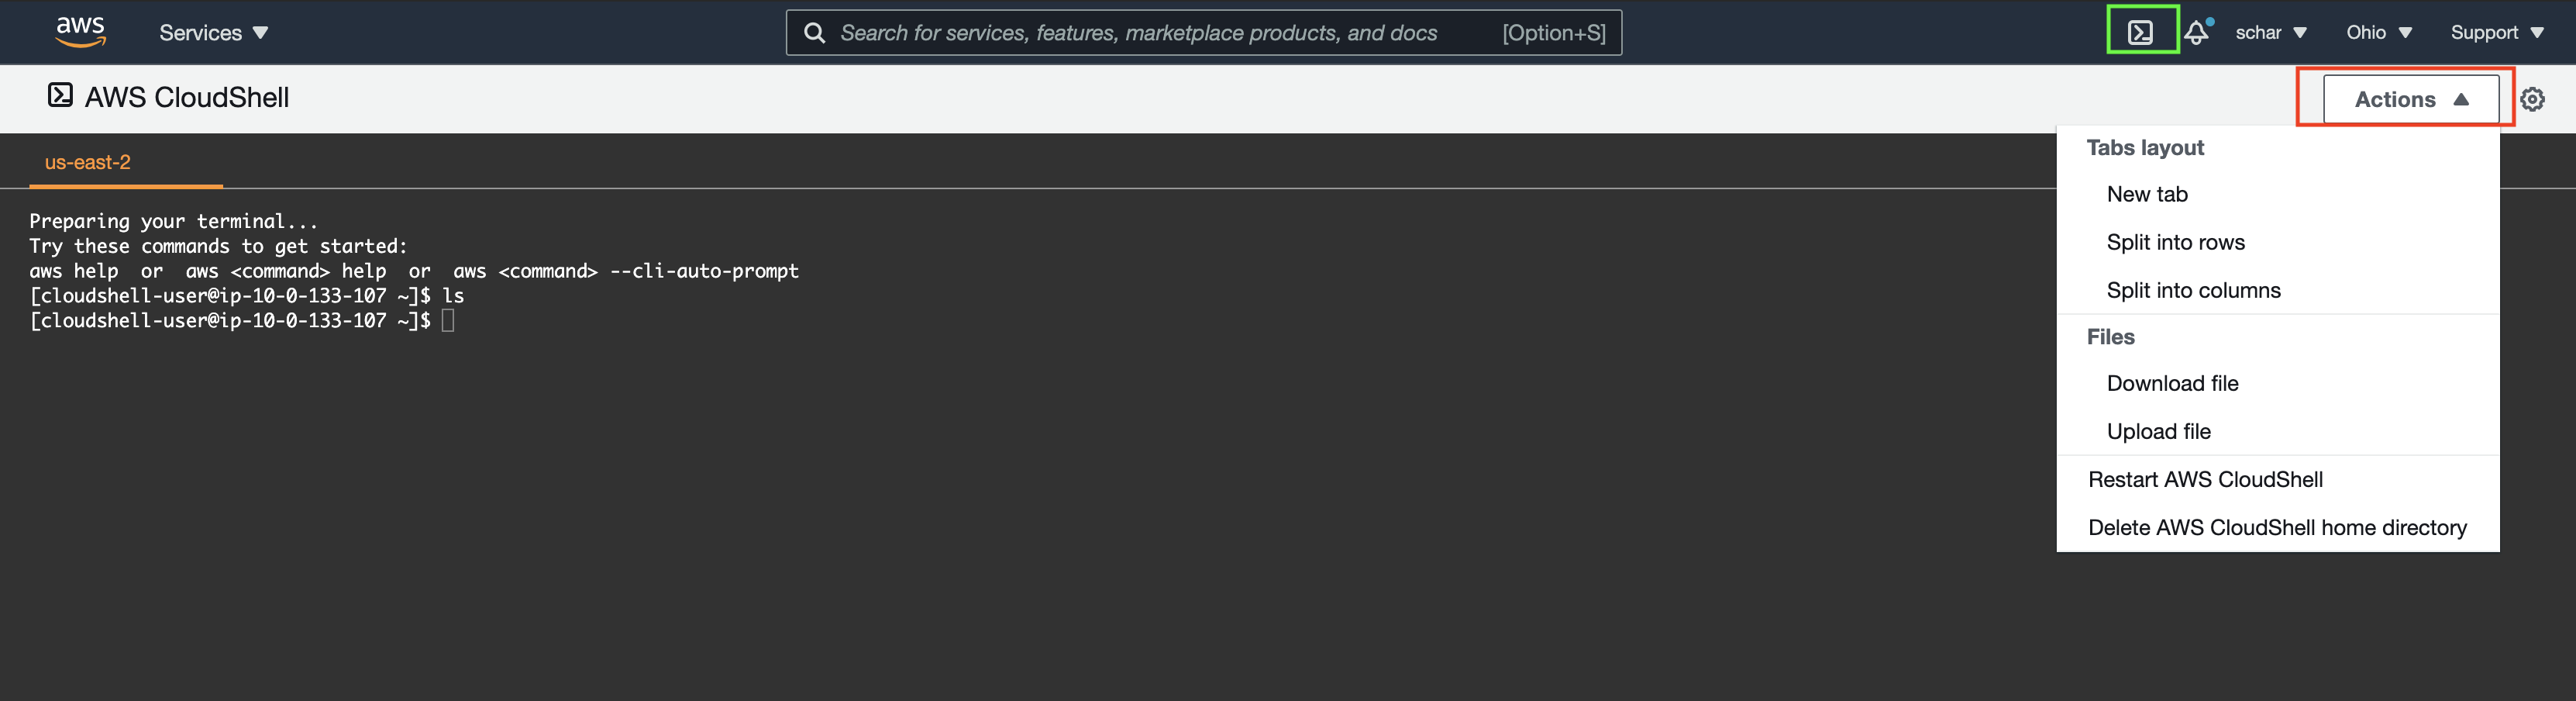 aws Services Search for services, features, marketplace products, and docs [Option+S] schar Ohio Support
AWS CloudShell Actions
us-east-2
Preparing your terminal...
Try these commands to get started:
aws help or aws <command> help or aws <command> --cli-auto-prompt
[cloudshell-user@ip-10-0-133-107 ~]$ ls
[cloudshell-user@ip-10-0-133-107 ~]$
Tabs layout
New tab
Split into rows
Split into columns
Files
Download file
Upload file
Restart AWS CloudShell
Delete AWS CloudShell home directory